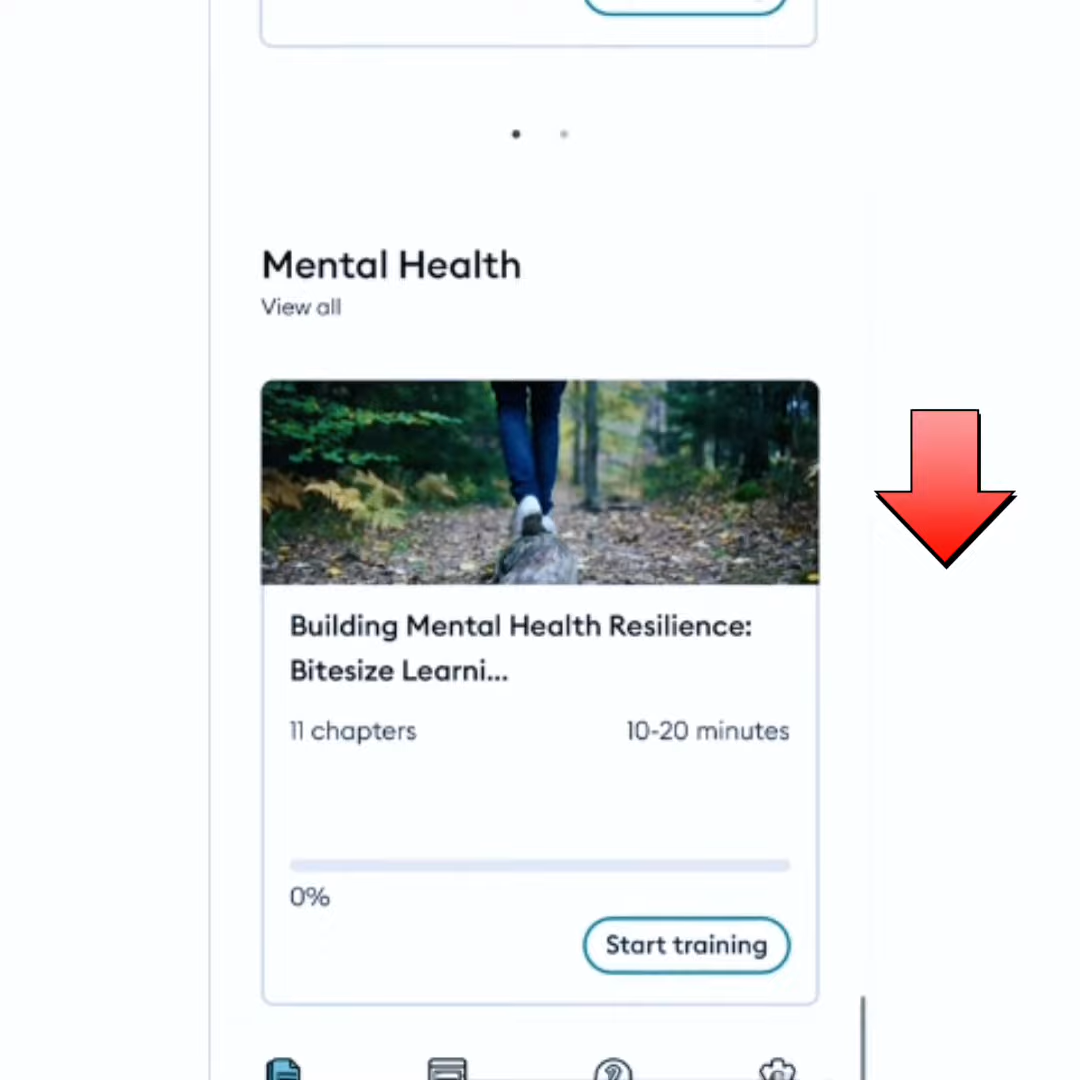 Mental Health
View all
Building Mental Health Resilience:
Bitesize Learni...
11 chapters
10-20 minutes
0%
Start training